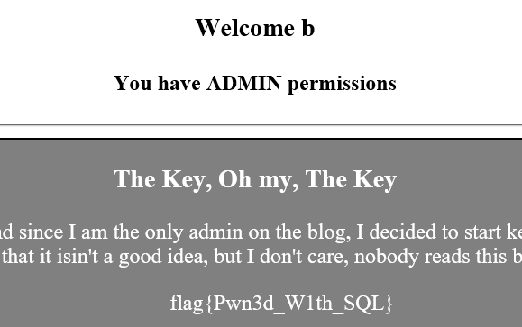 Welcome b
You have ADMIN permissions
The Key, Oh my, The Key
nd since I am the only admin on the blog, I decided to start ke
that it isin't a good idea, but I don't care, nobody reads this b
flag{Pwn3d_W1th_SQL}